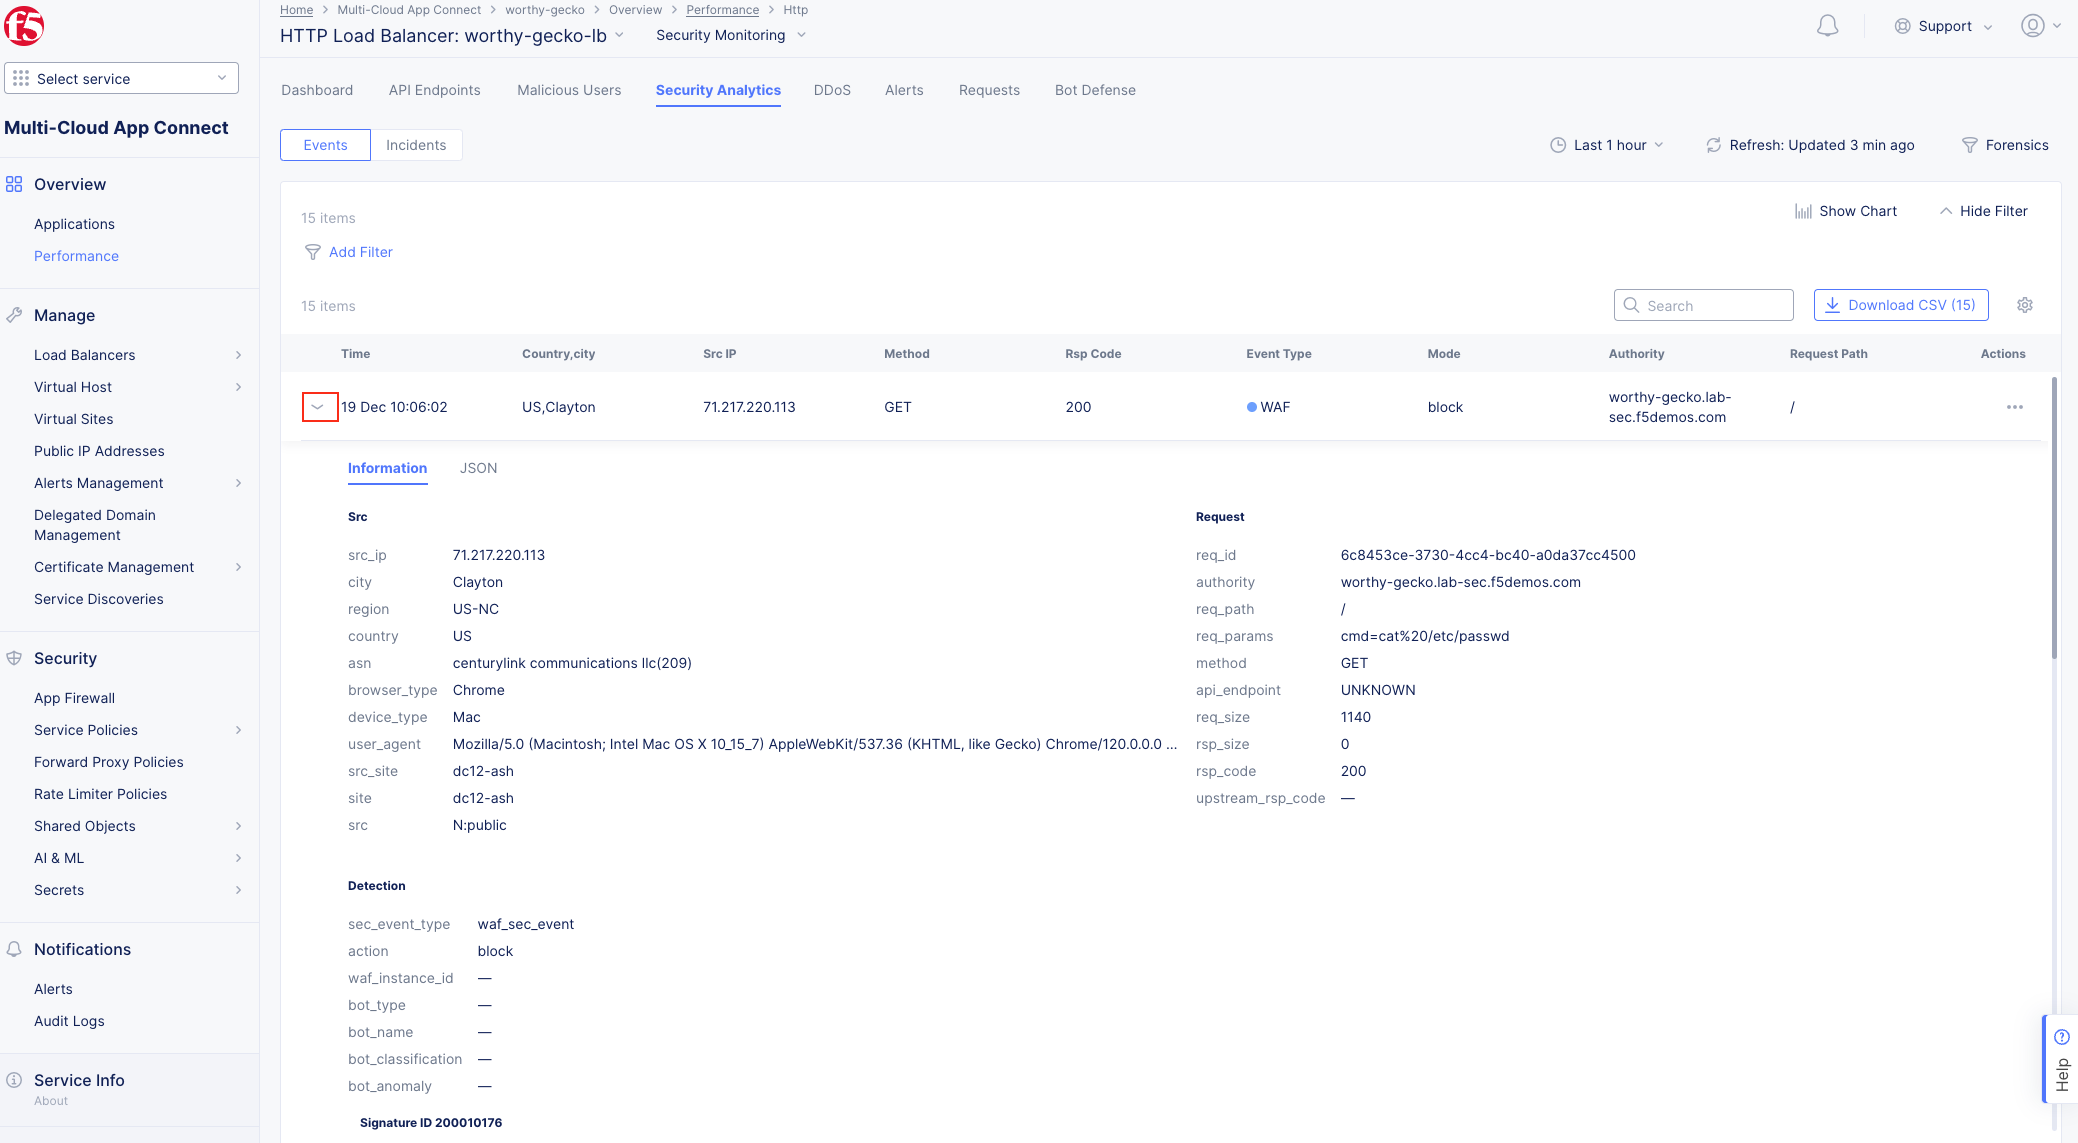 f5
Home > Multi-Cloud App Connect > worthy-gecko > Overview > Performance > Http
HTTP Load Balancer: worthy-gecko-lb
Security Monitoring
Support
Select service
Multi-Cloud App Connect
Overview
Applications
Performance
Manage
Load Balancers
Virtual Host
Virtual Sites
Public IP Addresses
Alerts Management
Delegated Domain
Management
Certificate Management
Service Discoveries
Security
App Firewall
Service Policies
Forward Proxy Policies
Rate Limiter Policies
Shared Objects
AI & ML
Secrets
Notifications
Alerts
Audit Logs
Service Info
About
Dashboard API Endpoints Malicious Users Security Analytics DDoS Alerts Requests Bot Defense
Events Incidents
Last 1 hour
Refresh: Updated 3 min ago
Forensics
15 items
Show Chart
Hide Filter
Add Filter
15 items
Search
Download CSV (15)
Time Country,city Src IP Method Rsp Code Event Type Mode Authority Request Path Actions
19 Dec 10:06:02 US,Clayton 71.217.220.113 GET 200 WAF block worthy-gecko.lab- / ···
sec.f5demos.com
Information JSON
Src
src_ip 71.217.220.113
city Clayton
region US-NC
country US
asn centurylink communications llc(209)
browser_type Chrome
device_type Mac
user_agent Mozilla/5.0 (Macintosh; Intel Mac OS X 10_15_7) AppleWebKit/537.36 (KHTML, like Gecko) Chrome/120.0.0.0 ...
src_site dc12-ash
site dc12-ash
src N:public
Request
req_id 6c8453ce-3730-4cc4-bc40-a0da37cc4500
authority worthy-gecko.lab-sec.f5demos.com
req_path /
req_params cmd=cat%20/etc/passwd
method GET
api_endpoint UNKNOWN
req_size 1140
rsp_size 0
rsp_code 200
upstream_rsp_code —
Detection
sec_event_type waf_sec_event
action block
waf_instance_id —
bot_type —
bot_name —
bot_classification —
bot_anomaly —
Signature ID 200010176
Help